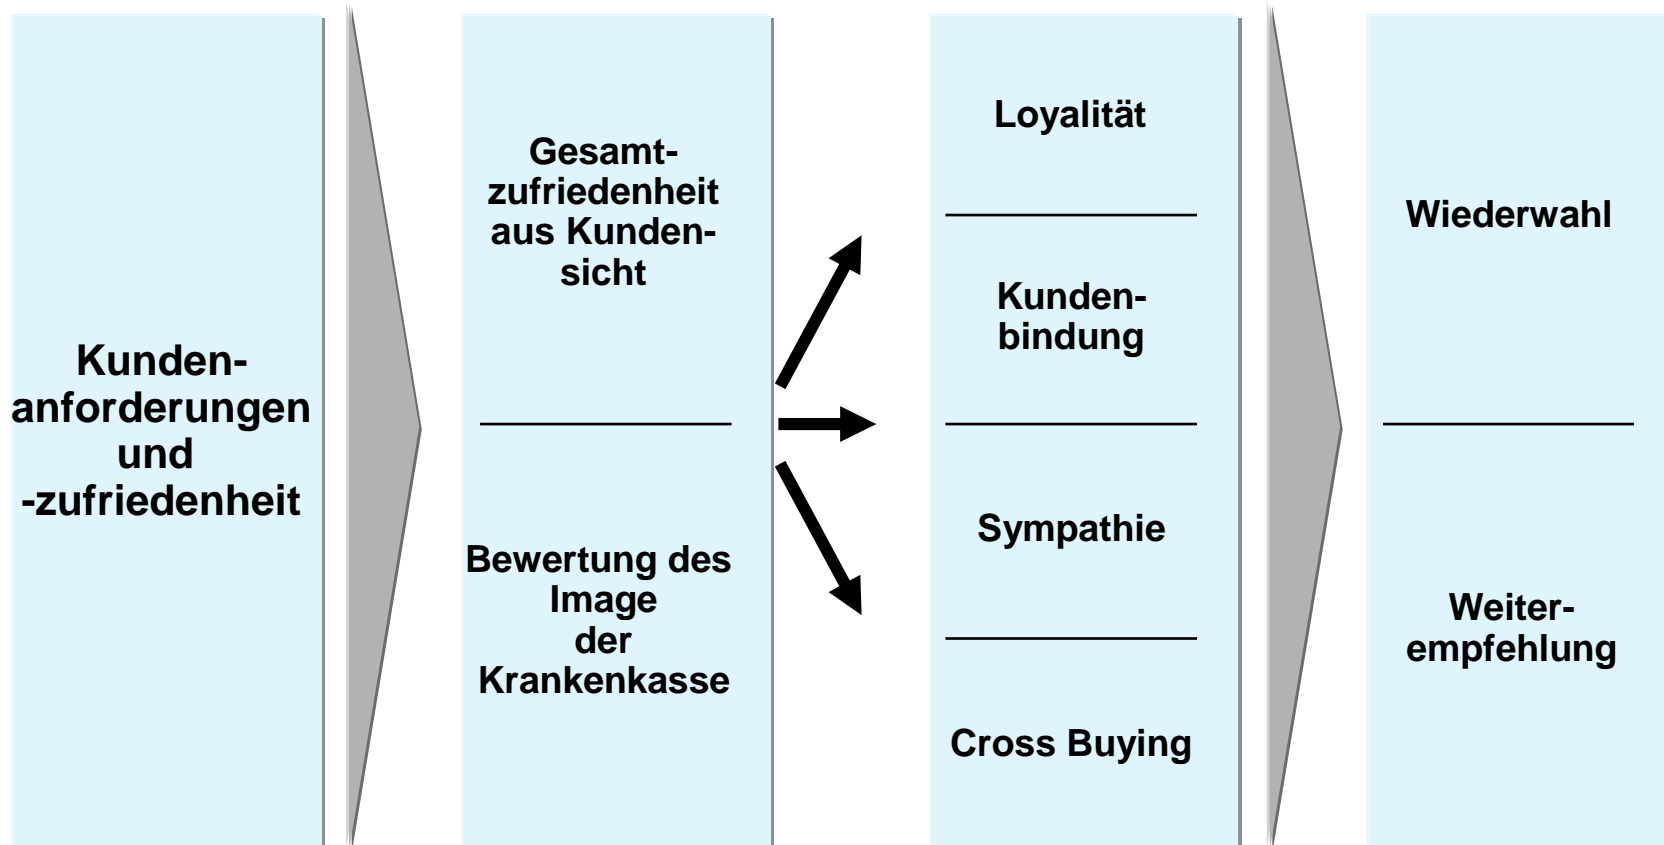 Kunden-
anforderungen
und
-zufriedenheit
Gesamt-
zufriedenheit
aus Kunden-
sicht
Bewertung des
Image
der
Krankenkasse
Loyalität
Kunden-
bindung
Sympathie
Cross Buying
Wiederwahl
Weiter-
empfehlung